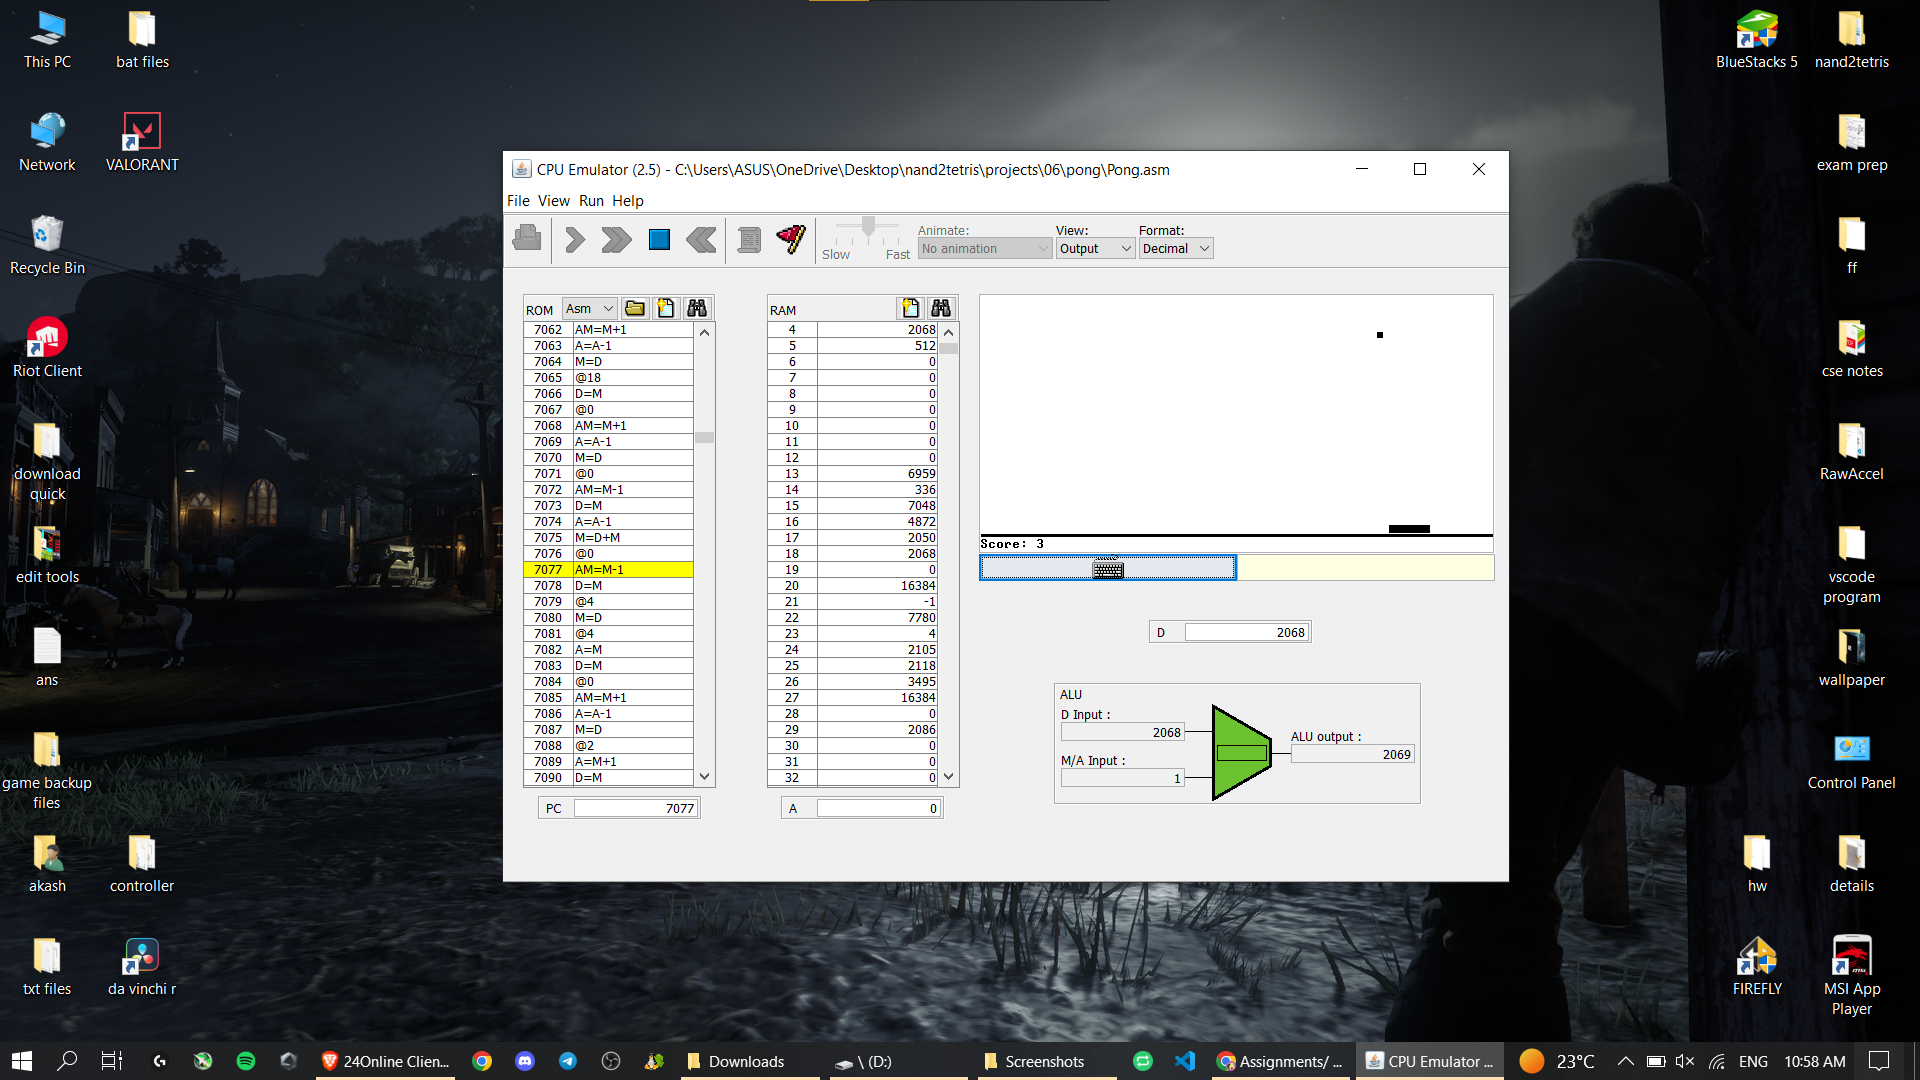 This PC
bat files
Network
VALORANT
Recycle Bin
Riot Client
download
quick
edit tools
ans
game backup
files
akash
controller
txt files
da vinchi r
CPU Emulator (2.5) - C:\Users\ASUS\OneDrive\Desktop\nand2tetris\projects\06\pong\Pong.asm
File View Run Help
Slow Fast
Animate:
No animation
View:
Output
Format:
Decimal
ROM Asm
7062 AM=M+1
7063 A=A-1
7064 M=D
7065 @18
7066 D=M
7067 @0
7068 AM=M+1
7069 A=A-1
7070 M=D
7071 @0
7072 AM=M-1
7073 D=M
7074 A=A-1
7075 M=D+M
7076 @0
7077 AM=M-1
7078 D=M
7079 @4
7080 M=D
7081 @4
7082 A=M
7083 D=M
7084 @0
7085 AM=M+1
7086 A=A-1
7087 M=D
7088 @2
7089 A=M+1
7090 D=M
PC 7077
RAM
4 2068
5 512
6 0
7 0
8 0
9 0
10 0
11 0
12 0
13 6959
14 336
15 7048
16 4872
17 2050
18 2068
19 0
20 16384
21 -1
22 7780
23 4
24 2105
25 2118
26 3495
27 16384
28 0
29 2086
30 0
31 0
32 0
A 0
Score: 3
D 2068
ALU
D Input :
2068
M/A Input :
1
ALU output :
2069
BlueStacks 5
nand2tetris
exam prep
ff
cse notes
RawAccel
vscode
program
wallpaper
Control Panel
hw
details
FIREFLY
MSI App
Player
24Online Clien...
Downloads
\ (D:)
Screenshots
Assignments/ ...
CPU Emulator ...
23°C
ENG
10:58 AM